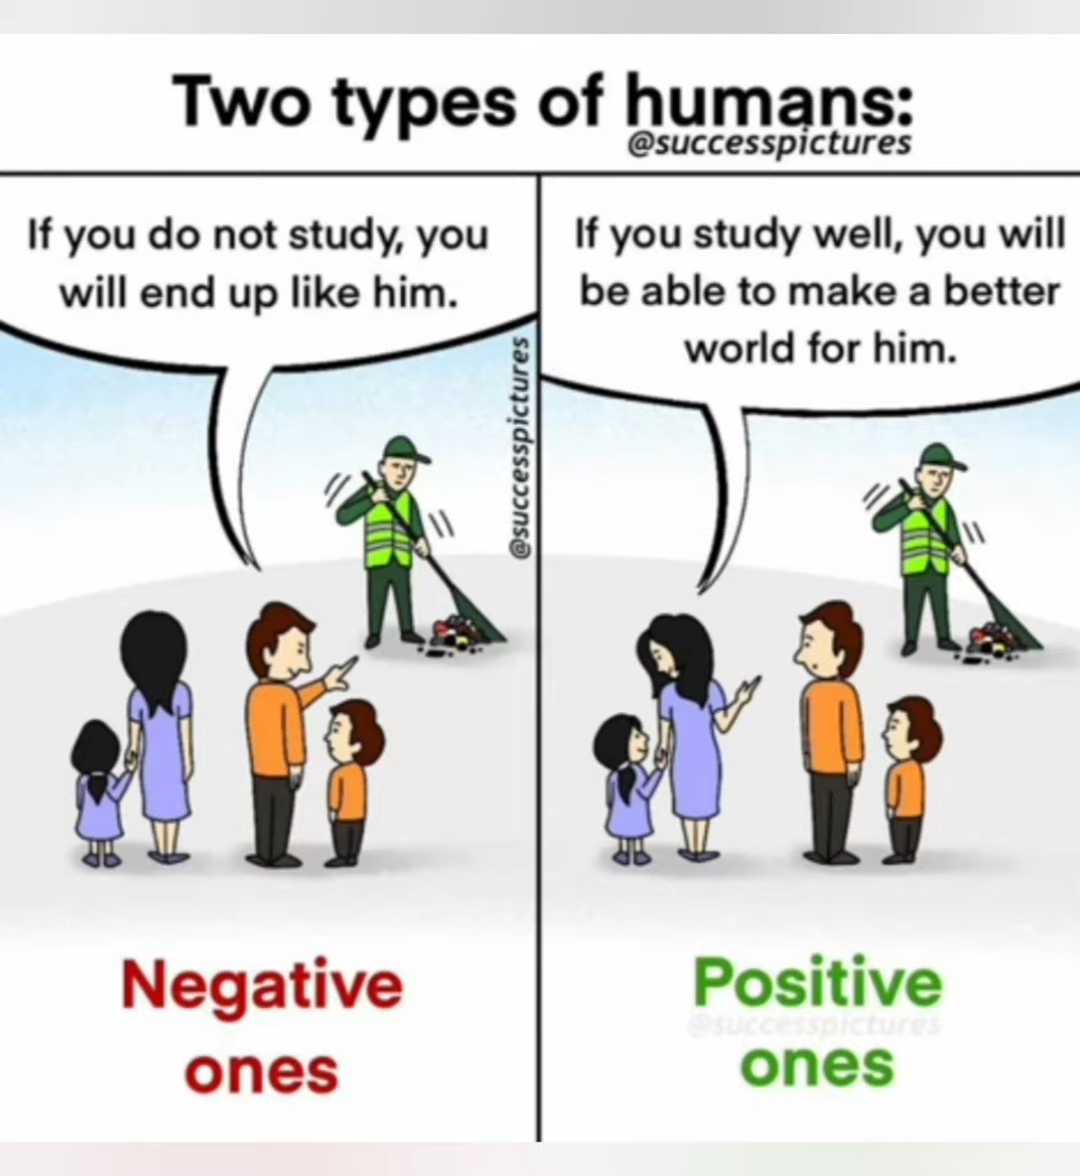 Two types of humans:
@successpictures
If you do not study, you
will end up like him.
@successpictures
If you study well, you will
be able to make a better
world for him.
Negative
ones
Positive
@successpictures
ones